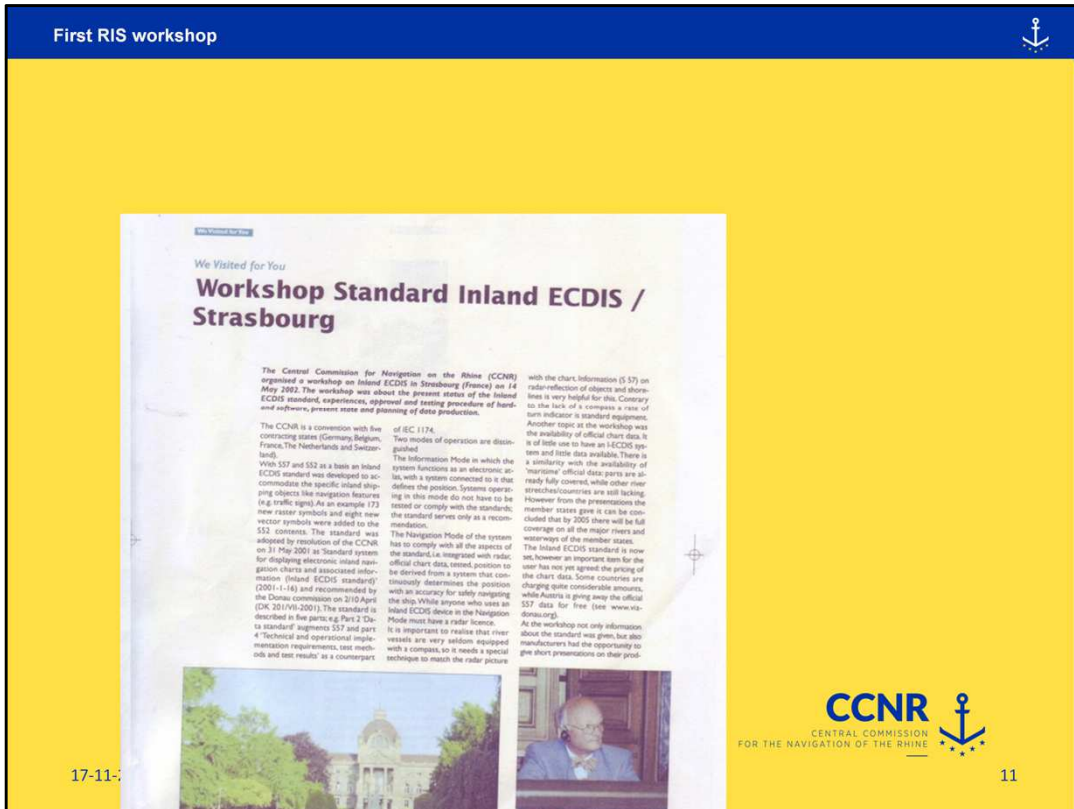 First RIS workshop
We Visited for You
We Visited for You
Workshop Standard Inland ECDIS /
Strasbourg
The Central Commission for Navigation on the Rhine (CCNR)
organised a workshop on Inland ECDIS in Strasbourg (France) on 14
May 2002. The workshop was about the present status of the Inland
ECDIS standard, experiences, approval and testing procedure of hard-
and software, present state and planning of data production.
The CCNR is a convention with five
contracting states (Germany, Belgium,
France, The Netherlands and Switzer-
land).
With S57 and S52 as a basis an Inland
ECDIS standard was developed to ac-
commodate the specific inland ship-
ping objects like navigation features
(e.g. traffic signs). As an example 173
new raster symbols and eight new
vector symbols were added to the
S52 contents. The standard was
adopted by resolution of the CCNR
on 31 May 2001 as 'Standard system
for displaying electronic inland navi-
gation charts and associated infor-
mation (Inland ECDIS standard)'
(2001-1-16) and recommended by
the Donau commission on 2/10 April
(DK 201/VII-2001). The standard is
described in five parts; e.g. Part 2 'Da-
ta standard' augments S57 and part
4 'Technical and operational imple-
mentation requirements, test meth-
ods and test results' as a counterpart
of IEC 1174.
Two modes of operation are distin-
guished
The Information Mode in which the
system functions as an electronic at-
las, with a system connected to it that
defines the position. Systems operat-
ing in this mode do not have to be
tested or comply with the standards;
the standard serves only as a recom-
mendation.
The Navigation Mode of the system
has to comply with all the aspects of
the standard, i.e. integrated with radar,
official chart data, tested, position to
be derived from a system that con-
tinuously determines the position
with an accuracy for safely navigating
the ship. While anyone who uses an
Inland ECDIS device in the Navigation
Mode must have a radar licence.
It is important to realise that river
vessels are very seldom equipped
with a compass, so it needs a special
technique to match the radar picture
with the chart. Information (S 57) on
radar-reflection of objects and shore-
lines is very helpful for this. Contrary
to the lack of a compass a rate of
turn indicator is standard equipment.
Another topic at the workshop was
the availability of official chart data. It
is of little use to have an I-ECDIS sys-
tem and little data available. There is
a similarity with the availability of
'maritime' official data; parts are al-
ready fully covered, while other river
stretches/countries are still lacking.
However from the presentations the
member states gave it can be con-
cluded that by 2005 there will be full
coverage on all the major rivers and
waterways of the member states.
The Inland ECDIS standard is now
set, however an important item for the
user has not yet agreed: the pricing of
the chart data. Some countries are
charging quite considerable amounts,
while Austria is giving away the official
S57 data for free (see www.via-
donau.org).
At the workshop not only information
about the standard was given, but also
manufacturers had the opportunity to
give short presentations on their prod-
CCNR
CENTRAL COMMISSION
FOR THE NAVIGATION OF THE RHINE
17-11-
11